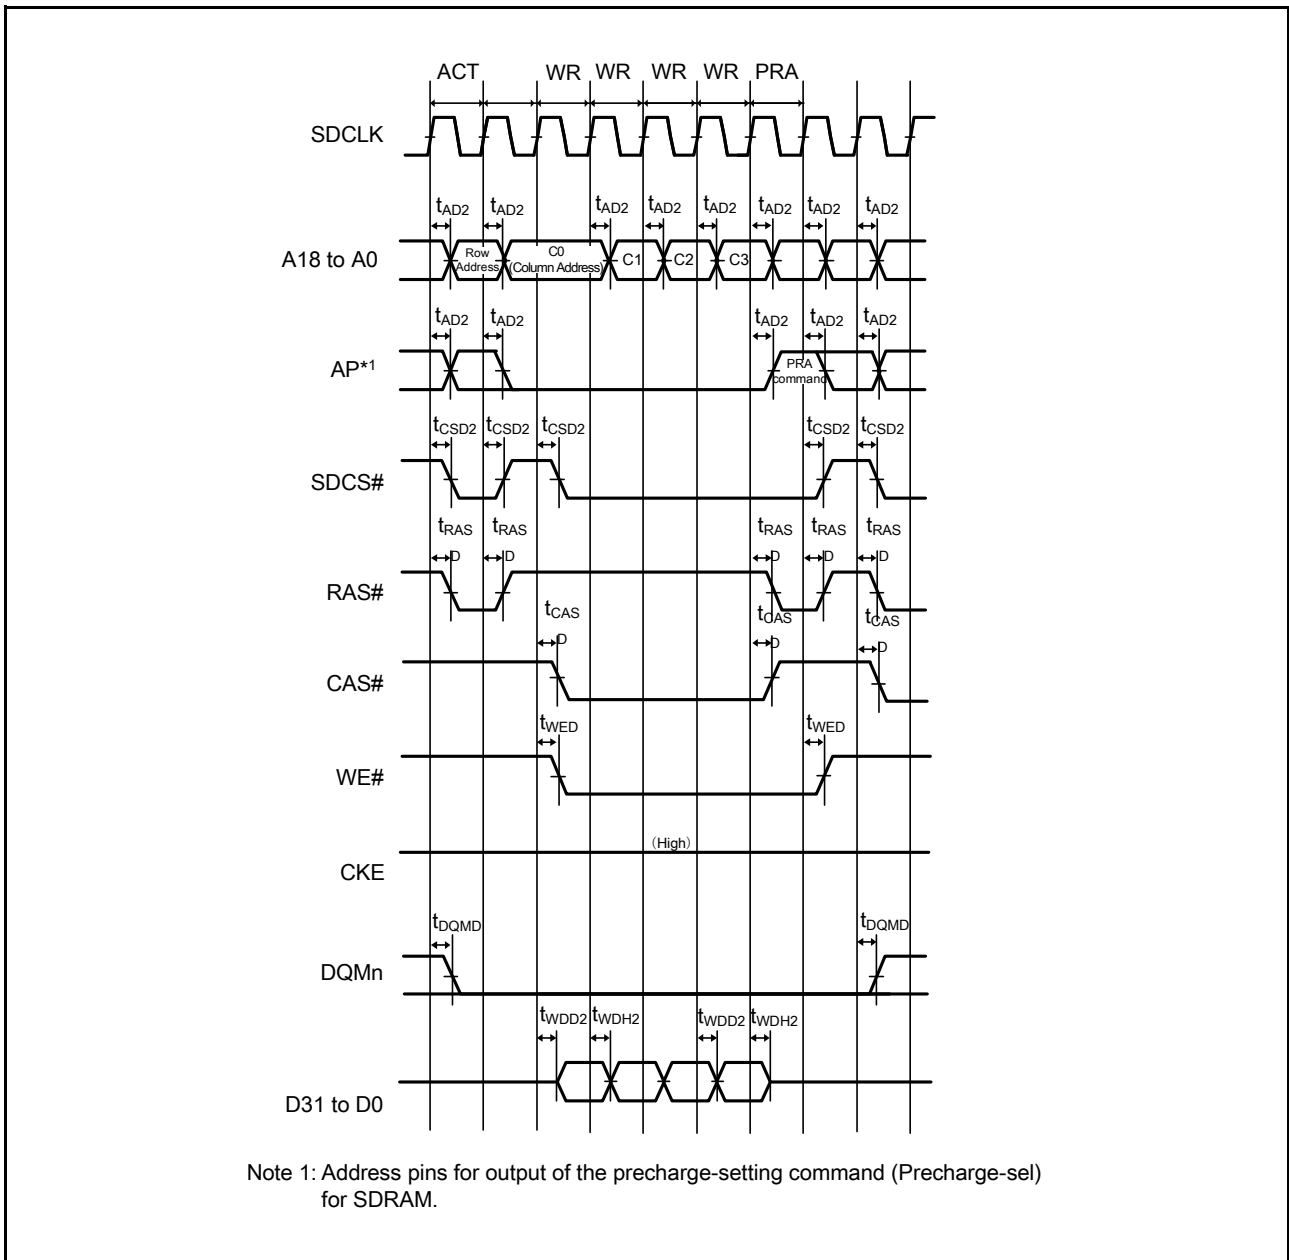 ACT WR WR WR WR PRA
SDCLK
tAD2 tAD2 tAD2 tAD2 tAD2 tAD2 tAD2 tAD2
A18 to A0
Row
Address
C0
(Column Address)
C1 C2 C3
tAD2 tAD2 tAD2 tAD2 tAD2
AP*1
PRA
command
tCSD2 tCSD2 tCSD2 tCSD2 tCSD2
SDCS#
tRAS tRAS tRAS tRAS tRAS
D D D D D
RAS#
tCAS tCAS tCAS
D D D
CAS#
tWED tWED
WE#
(High)
CKE
tDQMD tDQMD
DQMn
tWDD2 tWDH2 tWDD2 tWDH2
D31 to D0
Note 1: Address pins for output of the precharge-setting command (Precharge-sel)
for SDRAM.